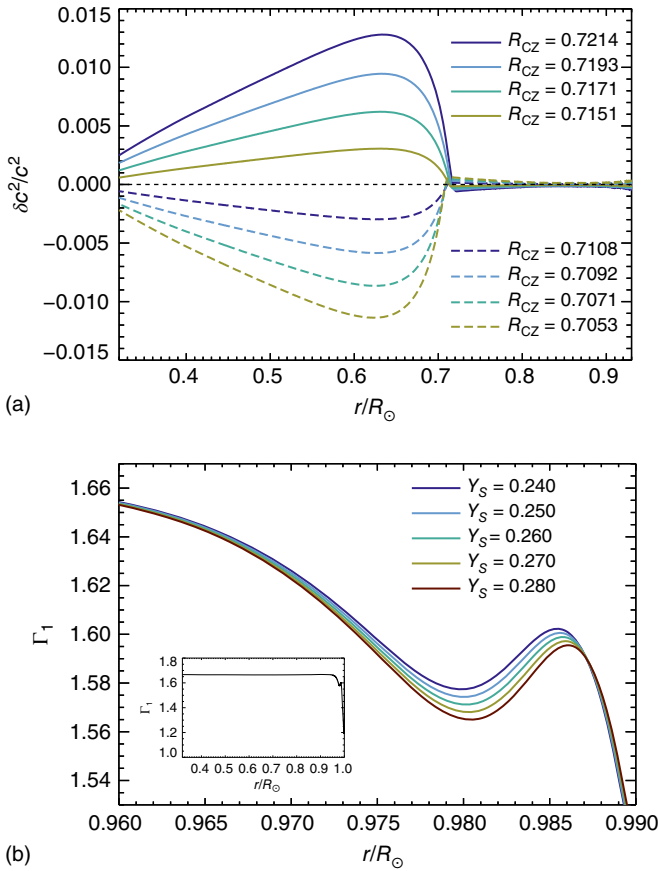 0.015
0.010
0.005
0.000
−0.005
−0.010
−0.015
δc²/c²
R_CZ = 0.7214
R_CZ = 0.7193
R_CZ = 0.7171
R_CZ = 0.7151
R_CZ = 0.7108
R_CZ = 0.7092
R_CZ = 0.7071
R_CZ = 0.7053
0.4 0.5 0.6 0.7 0.8 0.9
(a)
r/R⊙
1.66
1.64
1.62
1.60
1.58
1.56
1.54
Γ₁
Y_S = 0.240
Y_S = 0.250
Y_S = 0.260
Y_S = 0.270
Y_S = 0.280
1.8
1.6
1.4
1.2
1.0
Γ₁
0.4 0.5 0.6 0.7 0.8 0.9 1.0
r/R⊙
0.960 0.965 0.970 0.975 0.980 0.985 0.990
(b)
r/R⊙